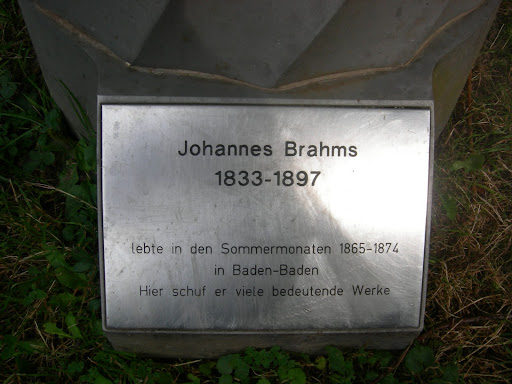 Johannes Brahms
1833-1897
lebte in den Sommermonaten 1865-1874
in Baden-Baden
Hier schuf er viele bedeutende Werke